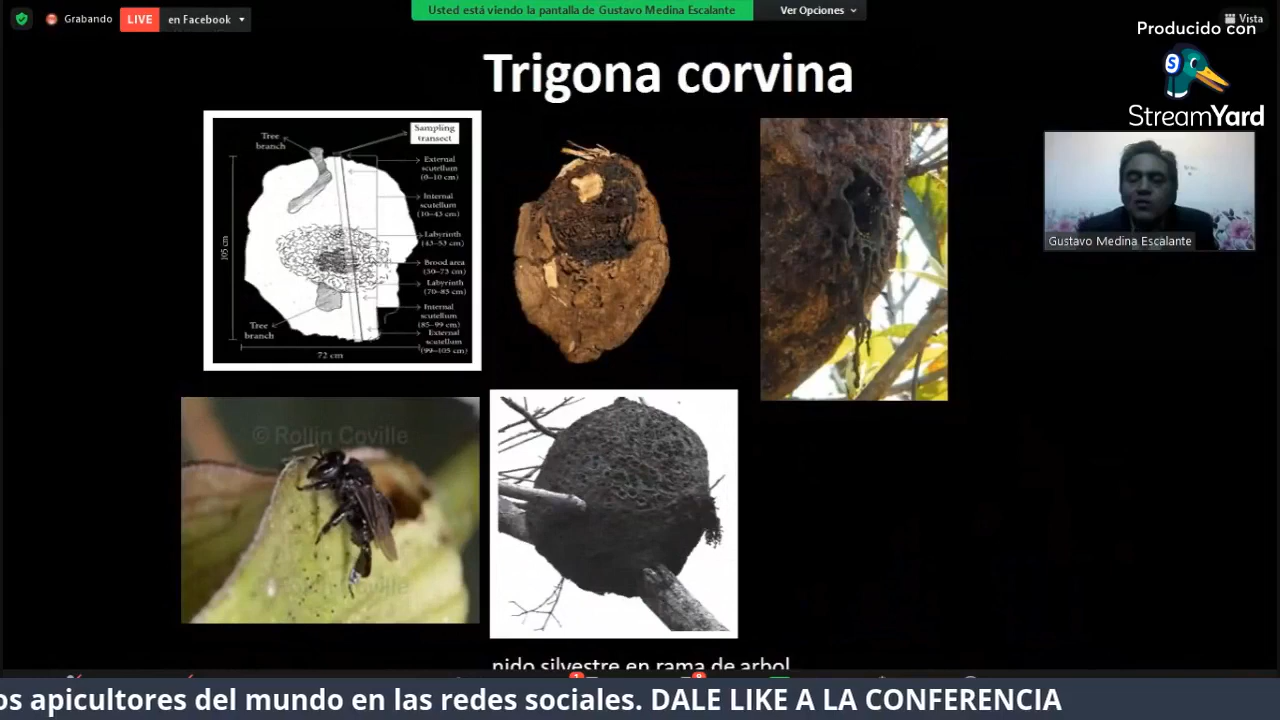 Grabando
LIVE en Facebook
Usted está viendo la pantalla de Gustavo Medina Escalante
Ver Opciones
Vista
Producido con
StreamYard
Trigona corvina
Tree
branch
Sampling
transect
External
scutellum
(0–10 cm)
Internal
scutellum
(10–43 cm)
Labyrinth
(43–53 cm)
Brood area
(50–73 cm)
Labyrinth
(70–85 cm)
Internal
scutellum
(85–99 cm)
External
scutellum
(99–105 cm)
105 cm
Tree
branch
72 cm
Gustavo Medina Escalante
© Rollin Coville
nido silvestre en rama de arbol
os apicultores del mundo en las redes sociales. DALE LIKE A LA CONFERENCIA